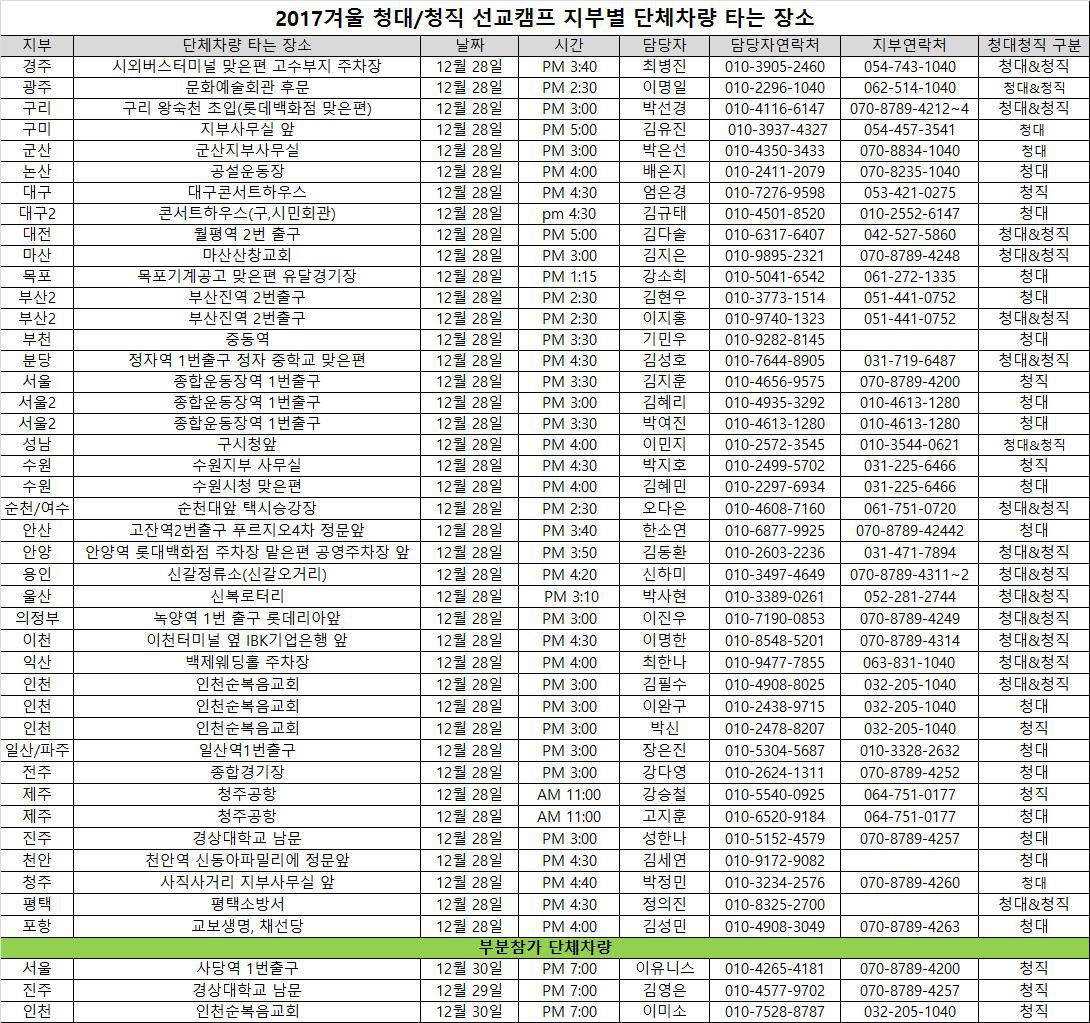 2017겨울 청대/청직 선교캠프 지부별 단체차량 타는 장소
지부 단체차량 타는 장소 날짜 시간 담당자 담당자연락처 지부연락처 청대청직 구분
경주 시외버스터미널 맞은편 고수부지 주차장 12월 28일 PM 3:40 최병진 010-3905-2460 054-743-1040 청대&청직
광주 문화예술회관 후문 12월 28일 PM 2:30 이명일 010-2296-1040 062-514-1040 청대&청직
구리 구리 왕숙천 초입(롯데백화점 맞은편) 12월 28일 PM 3:00 박선경 010-4116-6147 070-8789-4212~4 청대&청직
구미 지부사무실 앞 12월 28일 PM 5:00 김유진 010-3937-4327 054-457-3541 청대
군산 군산지부사무실 12월 28일 PM 3:00 박은선 010-4350-3433 070-8834-1040 청대
논산 공설운동장 12월 28일 PM 4:00 배은지 010-2411-2079 070-8235-1040 청대
대구 대구콘서트하우스 12월 28일 PM 4:30 엄은경 010-7276-9598 053-421-0275 청직
대구2 콘서트하우스(구,시민회관) 12월 28일 pm 4:30 김규태 010-4501-8520 010-2552-6147 청대
대전 월평역 2번 출구 12월 28일 PM 5:00 김다솔 010-6317-6407 042-527-5860 청대&청직
마산 마산산창교회 12월 28일 PM 3:00 김지은 010-9895-2321 070-8789-4248 청대&청직
목포 목포기계공고 맞은편 유달경기장 12월 28일 PM 1:15 강소희 010-5041-6542 061-272-1335 청대
부산2 부산진역 2번출구 12월 28일 PM 2:30 김현우 010-3773-1514 051-441-0752 청대
부산2 부산진역 2번출구 12월 28일 PM 2:30 이지홍 010-9740-1323 051-441-0752 청대&청직
부천 중동역 12월 28일 PM 3:30 기민우 010-9282-8145 청대
분당 정자역 1번출구 정자 중학교 맞은편 12월 28일 PM 4:30 김성호 010-7644-8905 031-719-6487 청대&청직
서울 종합운동장역 1번출구 12월 28일 PM 3:30 김지훈 010-4656-9575 070-8789-4200 청직
서울2 종합운동장역 1번출구 12월 28일 PM 3:00 김혜리 010-4935-3292 010-4613-1280 청대
서울2 종합운동장역 1번출구 12월 28일 PM 3:30 박여진 010-4613-1280 010-4613-1280 청대
성남 구시청앞 12월 28일 PM 4:00 이민지 010-2572-3545 010-3544-0621 청대&청직
수원 수원지부 사무실 12월 28일 PM 4:30 박지호 010-2499-5702 031-225-6466 청직
수원 수원시청 맞은편 12월 28일 PM 4:00 김혜민 010-2297-6934 031-225-6466 청대
순천/여수 순천대앞 택시승강장 12월 28일 PM 2:30 오다은 010-4608-7160 061-751-0720 청대&청직
안산 고잔역2번출구 푸르지오4차 정문앞 12월 28일 PM 3:40 한소연 010-6877-9925 070-8789-42442 청대
안양 안양역 롯대백화점 주차장 맡은편 공영주차장 앞 12월 28일 PM 3:50 김동환 010-2603-2236 031-471-7894 청대&청직
용인 신갈정류소(신갈오거리) 12월 28일 PM 4:20 신하미 010-3497-4649 070-8789-4311~2 청대&청직
울산 신복로터리 12월 28일 PM 3:10 박사현 010-3389-0261 052-281-2744 청대&청직
의정부 녹양역 1번 출구 롯데리아앞 12월 28일 PM 3:00 이진우 010-7190-0853 070-8789-4249 청대&청직
이천 이천터미널 옆 IBK기업은행 앞 12월 28일 PM 4:30 이명한 010-8548-5201 070-8789-4314 청대&청직
익산 백제웨딩홀 주차장 12월 28일 PM 4:00 최한나 010-9477-7855 063-831-1040 청대&청직
인천 인천순복음교회 12월 28일 PM 3:00 김필수 010-4908-8025 032-205-1040 청대&청직
인천 인천순복음교회 12월 28일 PM 3:00 이완구 010-2438-9715 032-205-1040 청대
인천 인천순복음교회 12월 28일 PM 3:00 박신 010-2478-8207 032-205-1040 청직
일산/파주 일산역1번출구 12월 28일 PM 3:00 장은진 010-5304-5687 010-3328-2632 청대
전주 종합경기장 12월 28일 PM 3:00 강다영 010-2624-1311 070-8789-4252 청대
제주 청주공항 12월 28일 AM 11:00 강승철 010-5540-0925 064-751-0177 청직
제주 청주공항 12월 28일 AM 11:00 고지훈 010-6520-9184 064-751-0177 청대
진주 경상대학교 남문 12월 28일 PM 3:00 성한나 010-5152-4579 070-8789-4257 청대
천안 천안역 신동아파밀리에 정문앞 12월 28일 PM 4:30 김세연 010-9172-9082 청대
청주 사직사거리 지부사무실 앞 12월 28일 PM 4:40 박정민 010-3234-2576 070-8789-4260 청대
평택 평택소방서 12월 28일 PM 4:30 정의진 010-8325-2700 청대&청직
포항 교보생명, 채선당 12월 28일 PM 4:00 김성민 010-4908-3049 070-8789-4263 청대
부분참가 단체차량
서울 사당역 1번출구 12월 30일 PM 7:00 이유니스 010-4265-4181 070-8789-4200 청직
진주 경상대학교 남문 12월 29일 PM 7:00 김영은 010-4577-9702 070-8789-4257 청직
인천 인천순복음교회 12월 30일 PM 7:00 이미소 010-7528-8787 032-205-1040 청직